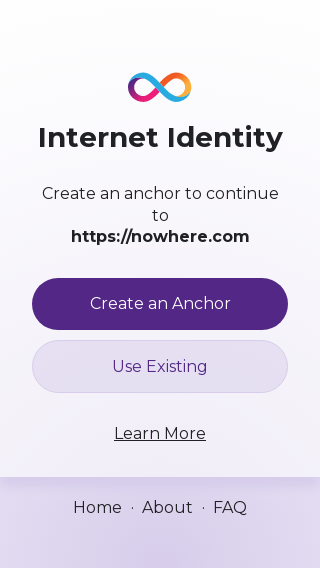 Internet Identity
Create an anchor to continue
to
https://nowhere.com
Create an Anchor
Use Existing
Learn More
Home · About · FAQ